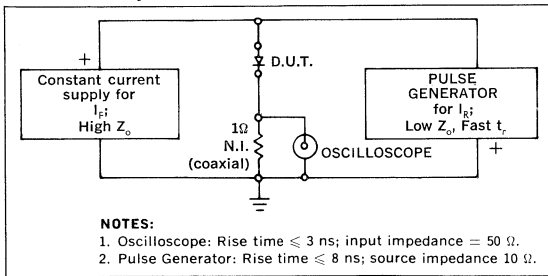 +
D.U.T.
Constant current
supply for
I_F;
High Z_o
PULSE
GENERATOR
for I_R;
Low Z_o, Fast t_r
+
1Ω
N.I.
(coaxial)
OSCILLOSCOPE
NOTES:
1. Oscilloscope: Rise time ⩽ 3 ns; input impedance = 50 Ω.
2. Pulse Generator: Rise time ⩽ 8 ns; source impedance 10 Ω.